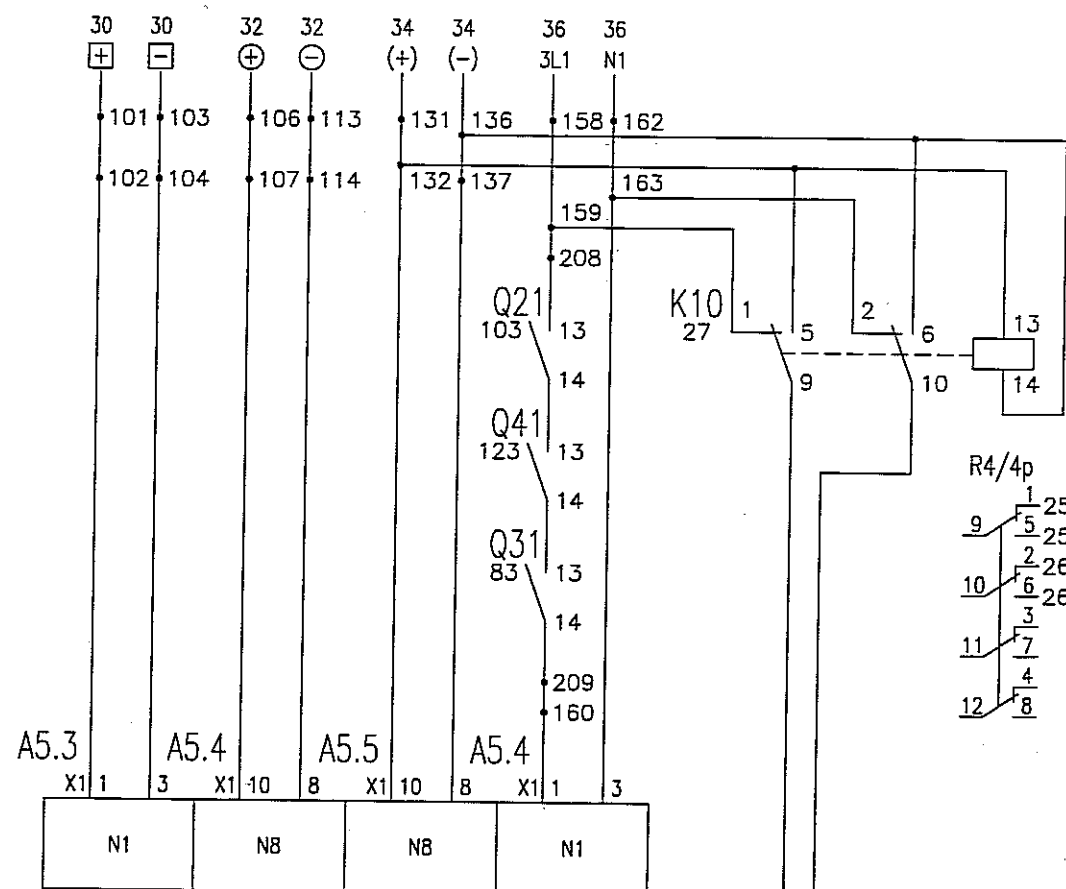 30 30 32 32 34 34 36 36
+ - + - (+) (-) 3L1 N1
101 103 106 113 131 136 158 162
102 104 107 114 132 137 163
159
208
Q21 13 K10 1 5 2 6 13
103 27
14 9 10 14
Q41 13
123
14
R4/4p
1 25
9 5 25
2 26
10 6 26
3
11 7
4
12 8
Q31 13
83
14
209
160
A5.3 A5.4 A5.5 A5.4
X1 1 3 X1 10 8 X1 10 8 X1 1 3
N1 N8 N8 N1